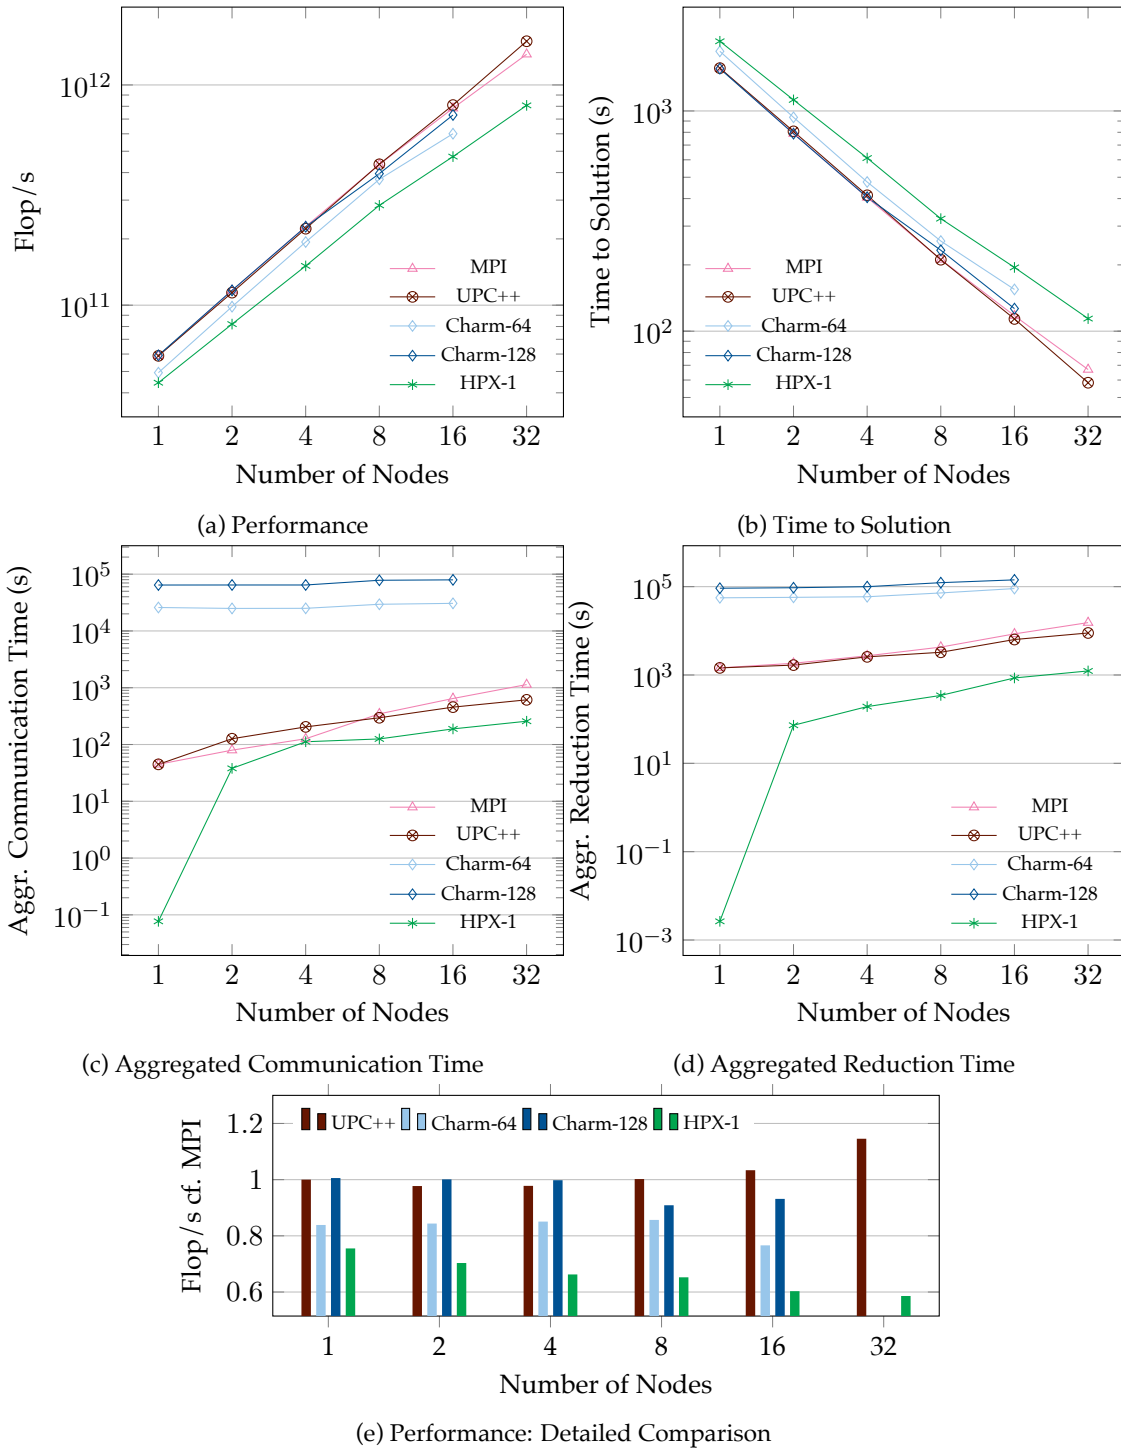 Flop/s
10^12
10^11
MPI
UPC++
Charm-64
Charm-128
HPX-1
1 2 4 8 16 32
Number of Nodes
(a) Performance
Time to Solution (s)
10^3
10^2
MPI
UPC++
Charm-64
Charm-128
HPX-1
1 2 4 8 16 32
Number of Nodes
(b) Time to Solution
Aggr. Communication Time (s)
10^5
10^4
10^3
10^2
10^1
10^0
10^−1
MPI
UPC++
Charm-64
Charm-128
HPX-1
1 2 4 8 16 32
Number of Nodes
(c) Aggregated Communication Time
Aggr. Reduction Time (s)
10^5
10^3
10^1
10^−1
10^−3
MPI
UPC++
Charm-64
Charm-128
HPX-1
1 2 4 8 16 32
Number of Nodes
(d) Aggregated Reduction Time
Flop/s cf. MPI
UPC++ Charm-64 Charm-128 HPX-1
1.2
1
0.8
0.6
1 2 4 8 16 32
Number of Nodes
(e) Performance: Detailed Comparison